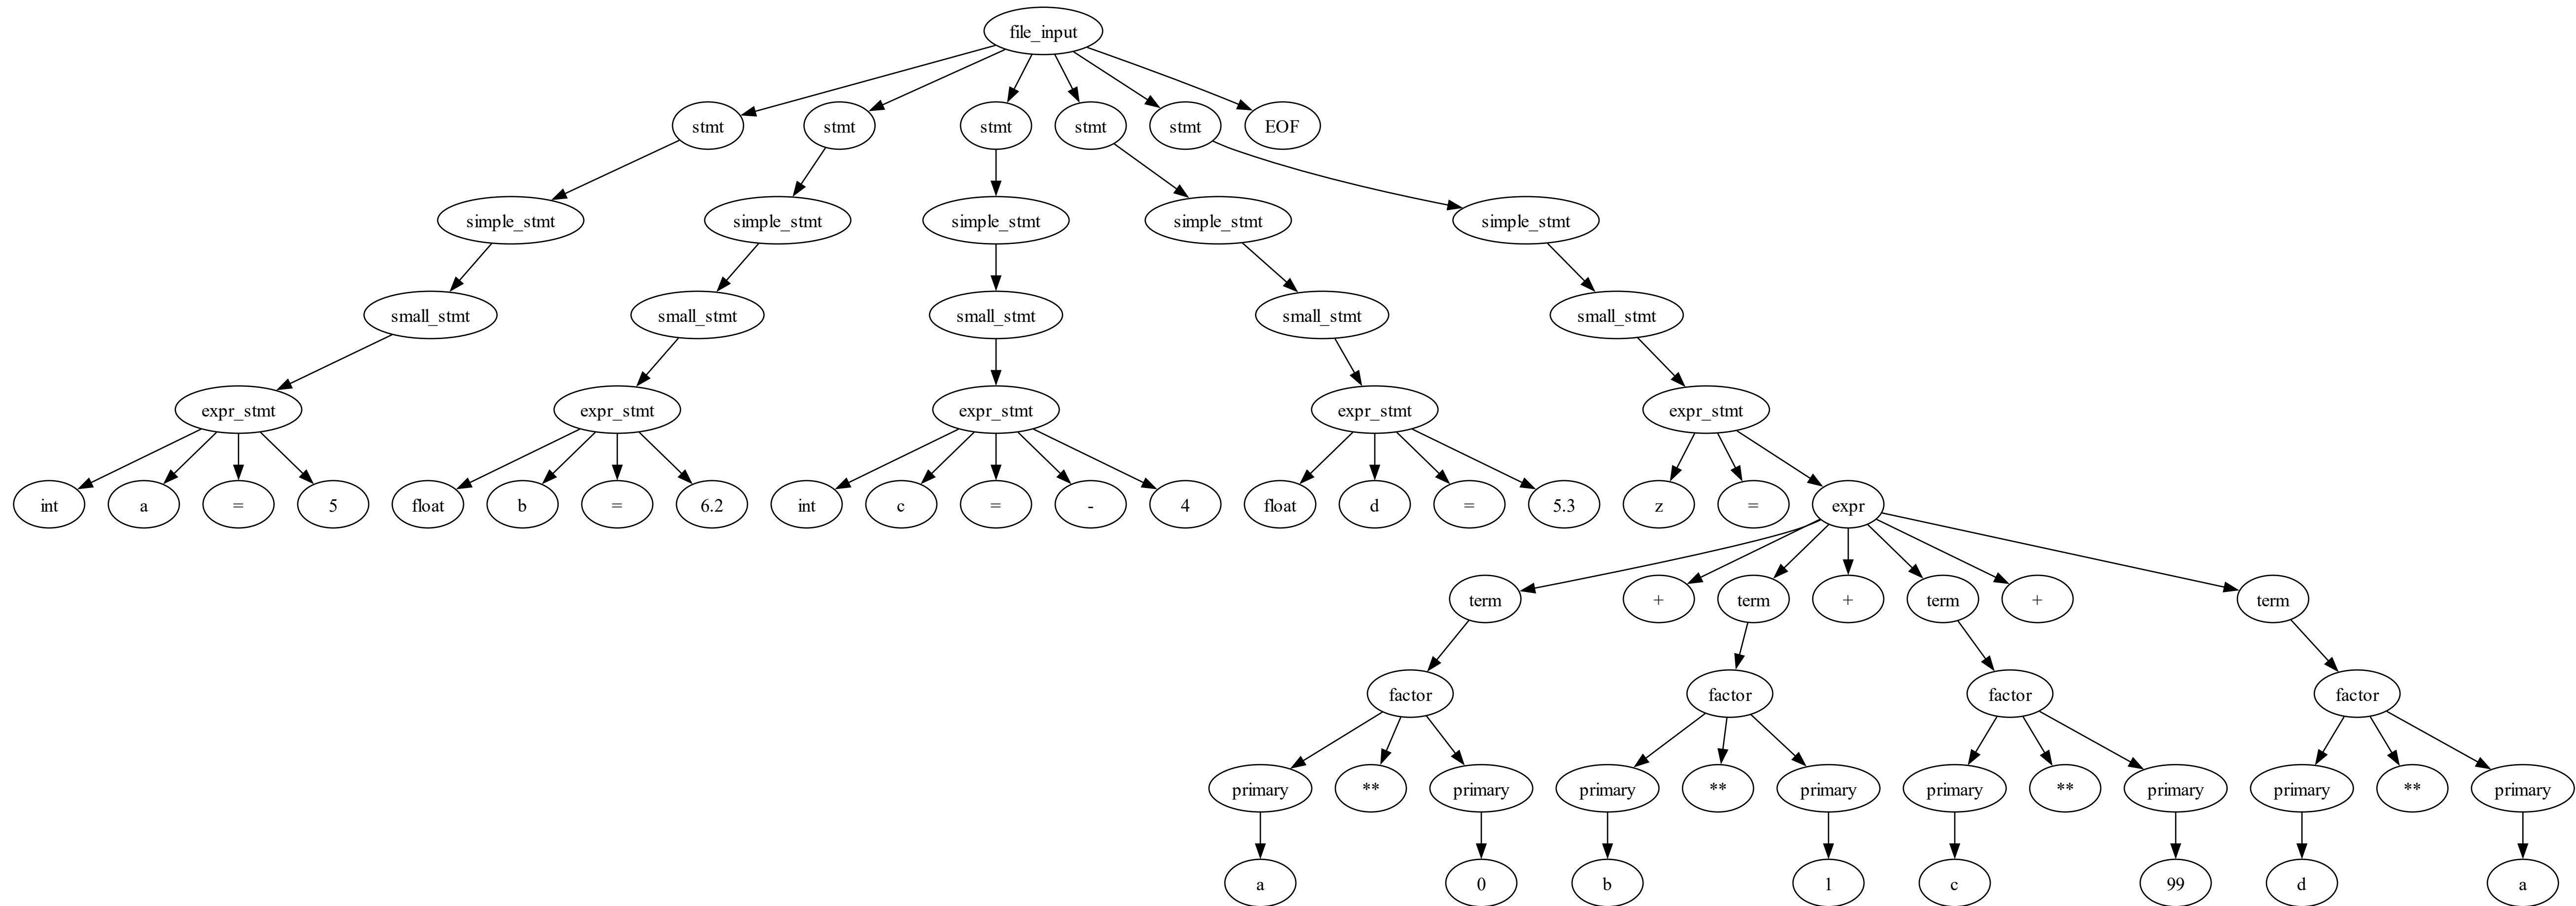 file_input
stmt stmt stmt stmt stmt EOF
simple_stmt simple_stmt simple_stmt simple_stmt simple_stmt
small_stmt small_stmt small_stmt small_stmt small_stmt
expr_stmt expr_stmt expr_stmt expr_stmt expr_stmt
int a = 5 float b = 6.2 int c = - 4 float d = 5.3 z = expr
term + term + term + term
factor factor factor factor
primary ** primary primary ** primary primary ** primary primary ** primary
a 0 b 1 c 99 d a